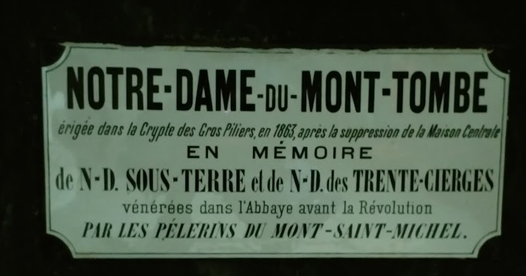 NOTRE-DAME-DU-MONT-TOMBE
érigée dans la Crypte des Gros Piliers, en 1863, après la suppression de la Maison Centrale
EN MÉMOIRE
de N-D. SOUS-TERRE et de N-D. des TRENTE-CIERGES
vénérées dans l'Abbaye avant la Révolution
PAR LES PÈLERINS DU MONT-SAINT-MICHEL.